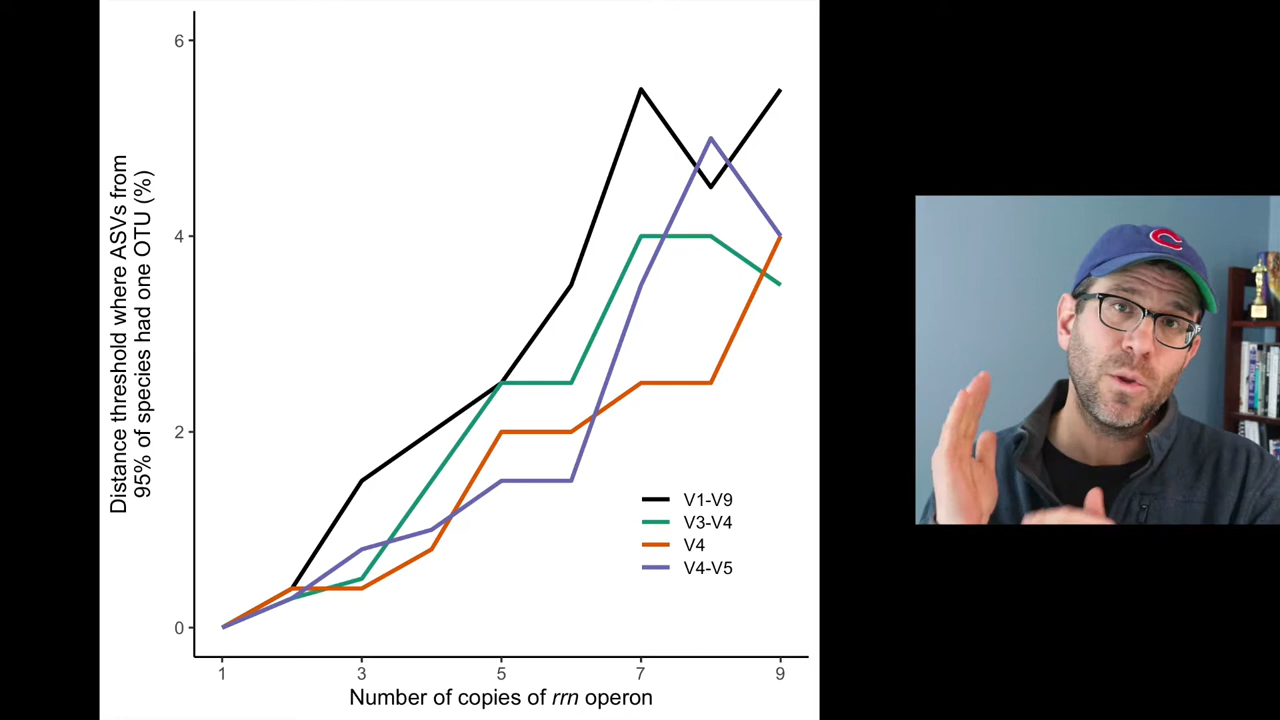 6
4
2
0
Distance threshold where ASVs from
95% of species had one OTU (%)
V1-V9
V3-V4
V4
V4-V5
1 3 5 7 9
Number of copies of rrn operon
C